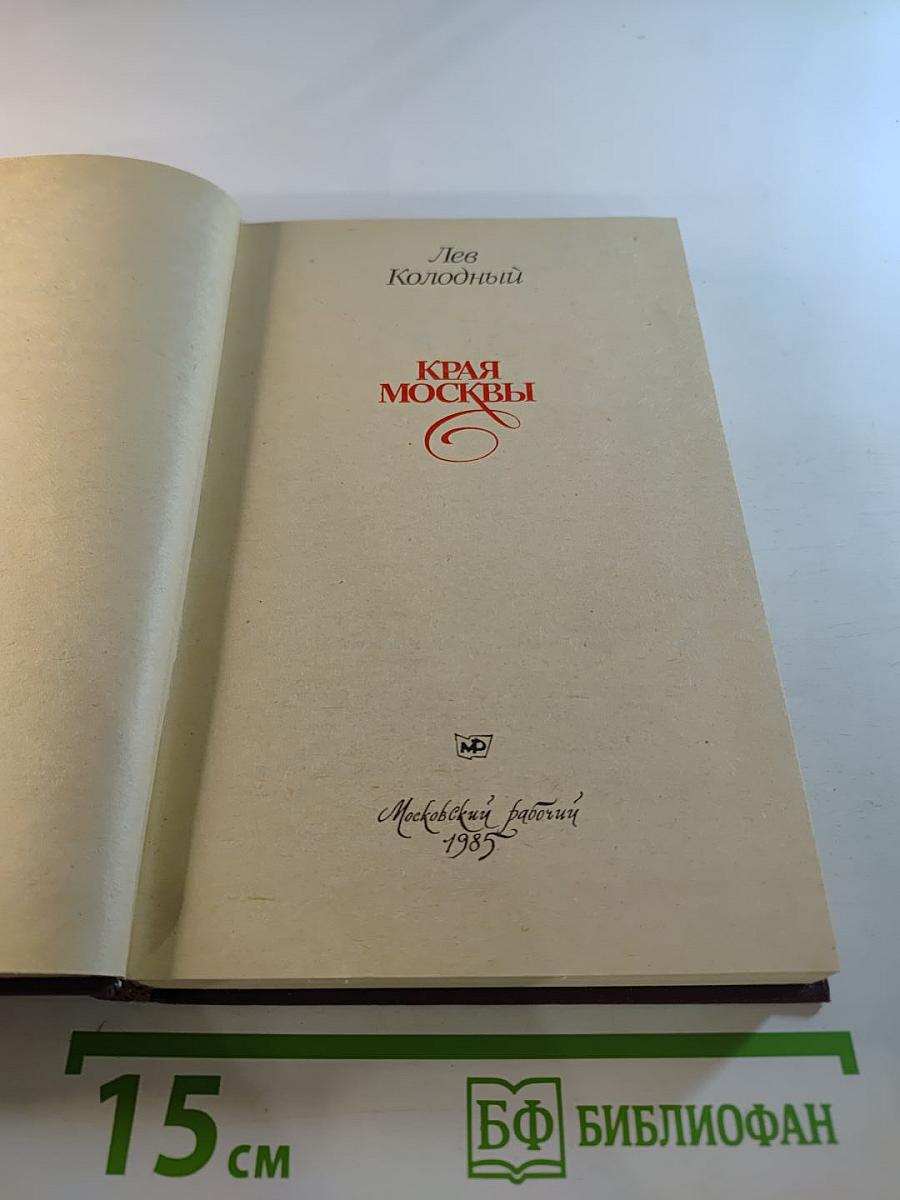 Лев
Колодный
КРАЯ
МОСКВЫ
МР
Московский рабочий
1985
15 см
БФ БИБЛИОФАН